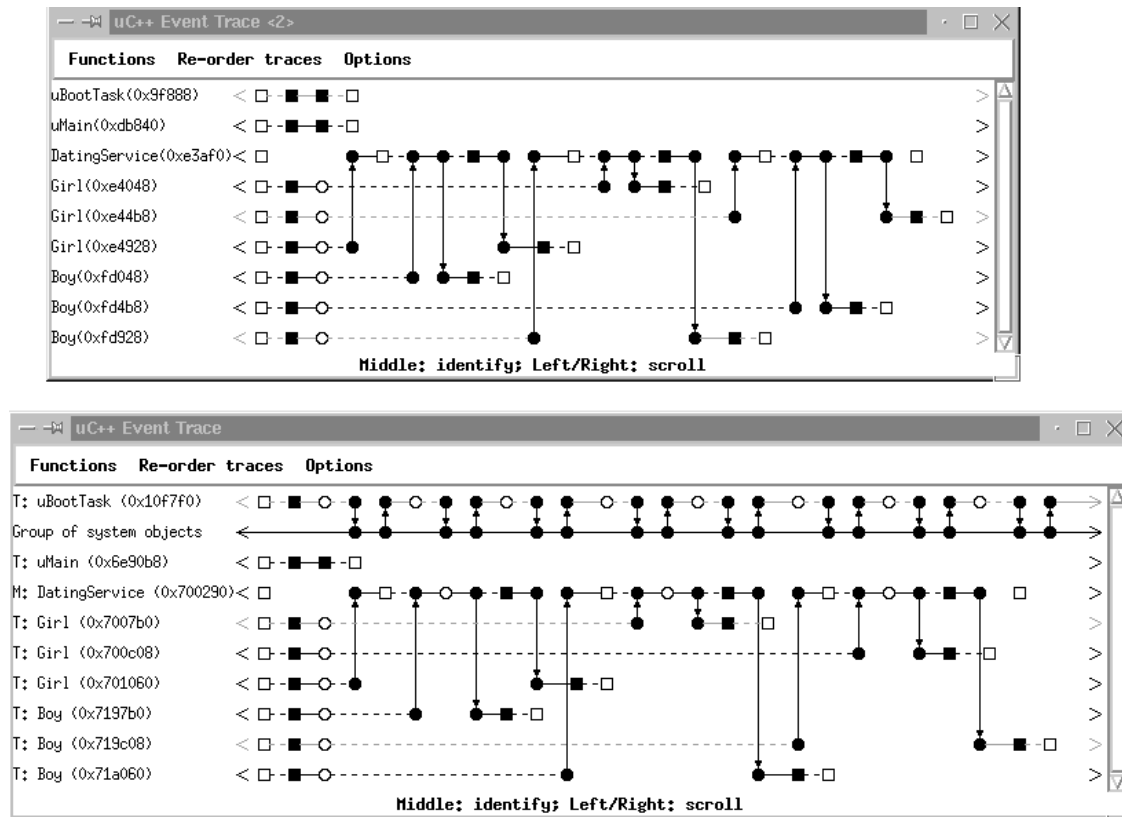 uC++ Event Trace <2>
Functions Re-order traces Options
uBootTask(0x9f888)
uMain(0xdb840)
DatingService(0xe3af0)
Girl(0xe4048)
Girl(0xe44b8)
Girl(0xe4928)
Boy(0xfd048)
Boy(0xfd4b8)
Boy(0xfd928)
Middle: identify; Left/Right: scroll
uC++ Event Trace
Functions Re-order traces Options
T: uBootTask (0x10f7f0)
Group of system objects
T: uMain (0x6e90b8)
M: DatingService (0x700290)
T: Girl (0x7007b0)
T: Girl (0x700c08)
T: Girl (0x701060)
T: Boy (0x7197b0)
T: Boy (0x719c08)
T: Boy (0x71a060)
Middle: identify; Left/Right: scroll